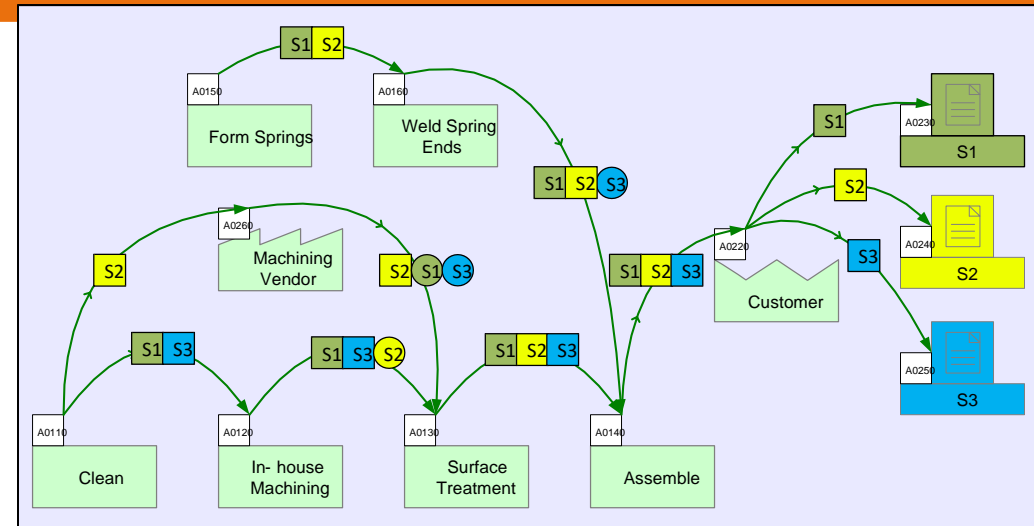 S1 S2
A0150
Form Springs
A0160
Weld Spring
Ends
S1 S2 S3
S1
A0230
S1
S2
A0240
S2
S3
A0250
S3
A0220
Customer
S1 S2 S3
S2
A0260
Machining
Vendor
S2 S1 S3
S1 S3
S1 S3 S2
S1 S2 S3
A0110
Clean
A0120
In- house
Machining
A0130
Surface
Treatment
A0140
Assemble